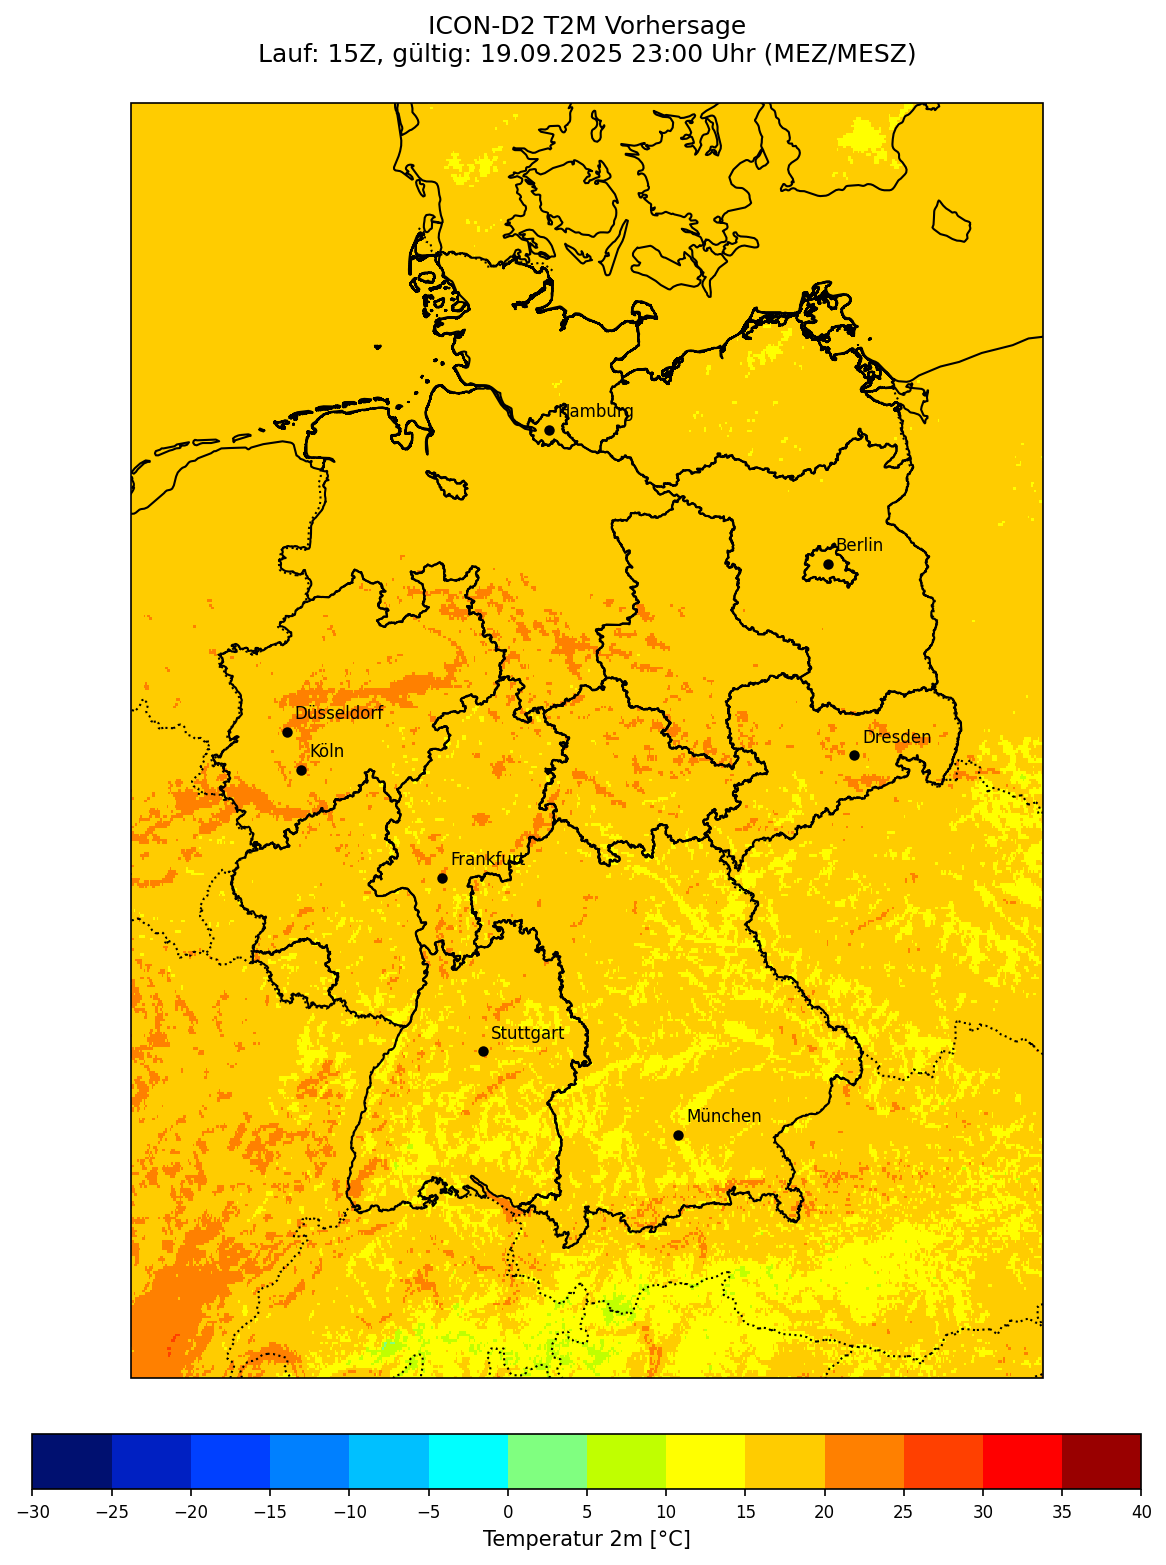 ICON-D2 T2M Vorhersage
Lauf: 15Z, gültig: 19.09.2025 23:00 Uhr (MEZ/MESZ)
Hamburg
Berlin
Düsseldorf
Köln
Dresden
Frankfurt
Stuttgart
München
−30 −25 −20 −15 −10 −5 0 5 10 15 20 25 30 35 40
Temperatur 2m [°C]